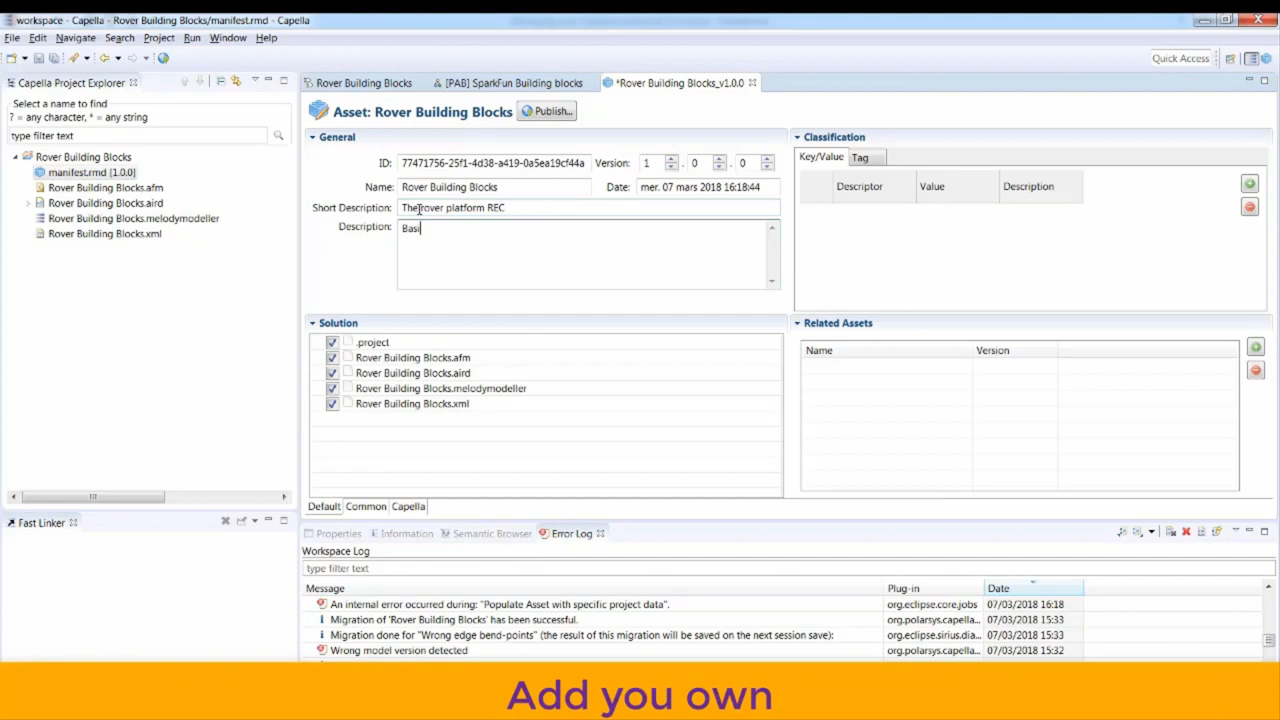 workspace - Capella - Rover Building Blocks/manifest.rmd - Capella
File Edit Navigate Search Project Run Window Help
Quick Access
Capella Project Explorer
Select a name to find
? = any character, * = any string
type filter text
Rover Building Blocks
manifest.rmd [1.0.0]
Rover Building Blocks.afm
Rover Building Blocks.aird
Rover Building Blocks.melodymodeller
Rover Building Blocks.xml
Fast Linker
Rover Building Blocks [PAB] SparkFun Building blocks *Rover Building Blocks_v1.0.0
Asset: Rover Building Blocks Publish...
General
ID: 77471756-25f1-4d38-a419-0a5ea19cf44a Version: 1 . 0 . 0
Name: Rover Building Blocks Date: mer. 07 mars 2018 16:18:44
Short Description: The rover platform REC
Description: Basi
Classification
Key/Value Tag
Descriptor Value Description
Solution
.project
Rover Building Blocks.afm
Rover Building Blocks.aird
Rover Building Blocks.melodymodeller
Rover Building Blocks.xml
Related Assets
Name Version
Default Common Capella
Properties Information Semantic Browser Error Log
Workspace Log
type filter text
Message Plug-in Date
An internal error occurred during: "Populate Asset with specific project data". org.eclipse.core.jobs 07/03/2018 16:18
Migration of 'Rover Building Blocks' has been successful. org.polarsys.capella... 07/03/2018 15:33
Migration done for "Wrong edge bend-points" (the result of this migration will be saved on the next session save): org.eclipse.sirius.dia... 07/03/2018 15:33
Wrong model version detected org.polarsys.capella... 07/03/2018 15:32
Add you own